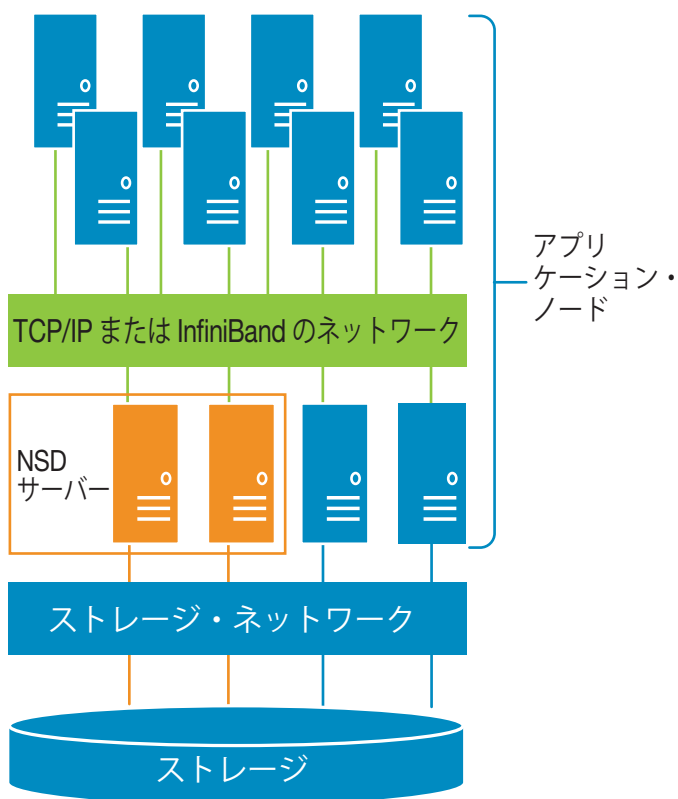 アプリ
ケーション・
ノード
TCP/IP または InfiniBand のネットワーク
NSD
サーバー
ストレージ・ネットワーク
ストレージ